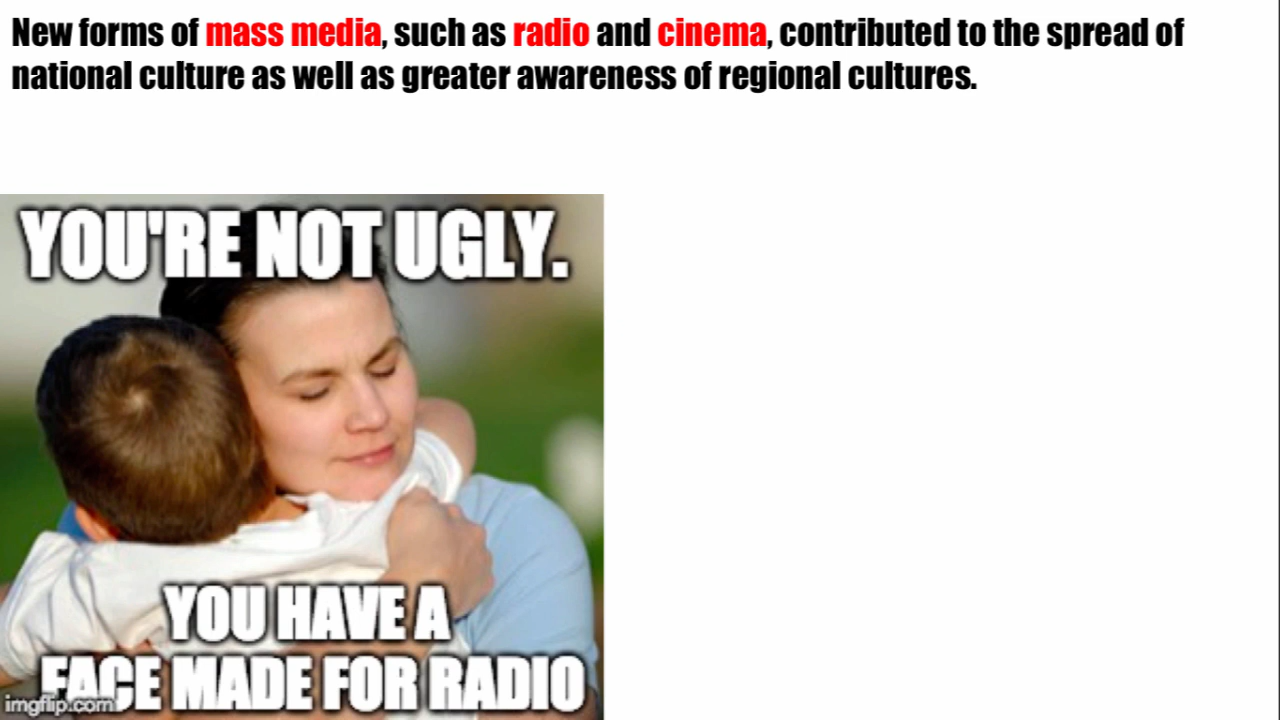 New forms of mass media, such as radio and cinema, contributed to the spread of
national culture as well as greater awareness of regional cultures.
YOU'RE NOT UGLY.
YOU HAVE A
FACE MADE FOR RADIO
imgflip.com